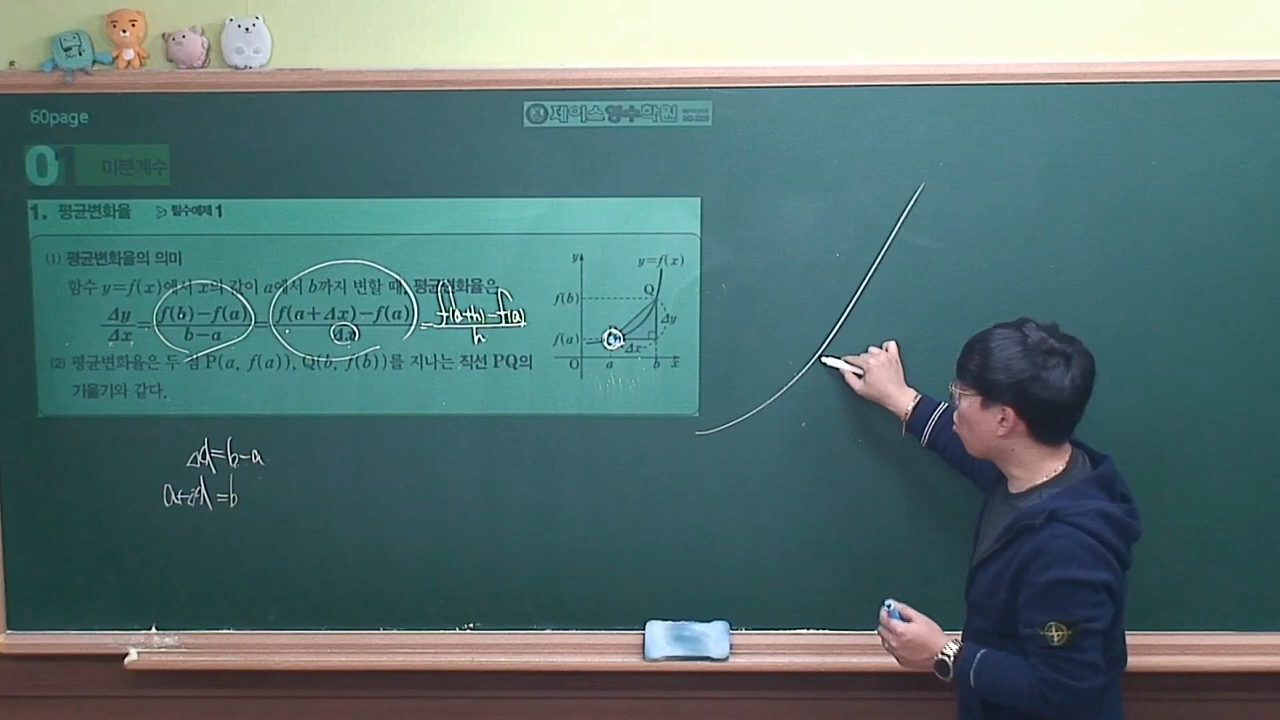 60page
제이스영수학원
01 미분계수
1. 평균변화율 ≫ 필수예제 1
(1) 평균변화율의 의미
함수 y=f(x)에서 x의 값이 a에서 b까지 변할 때, 평균변화율은
Δy/Δx = (f(b)-f(a))/(b-a) = (f(a+Δx)-f(a))/Δx = (f(a+h)-f(a))/h
(2) 평균변화율은 두 점 P(a, f(a)), Q(b, f(b))를 지나는 직선 PQ의
기울기와 같다.
y
y=f(x)
Q
f(b)
Δy
f(a)
Δx
O a b x
Δx=b-a
a+Δx=b